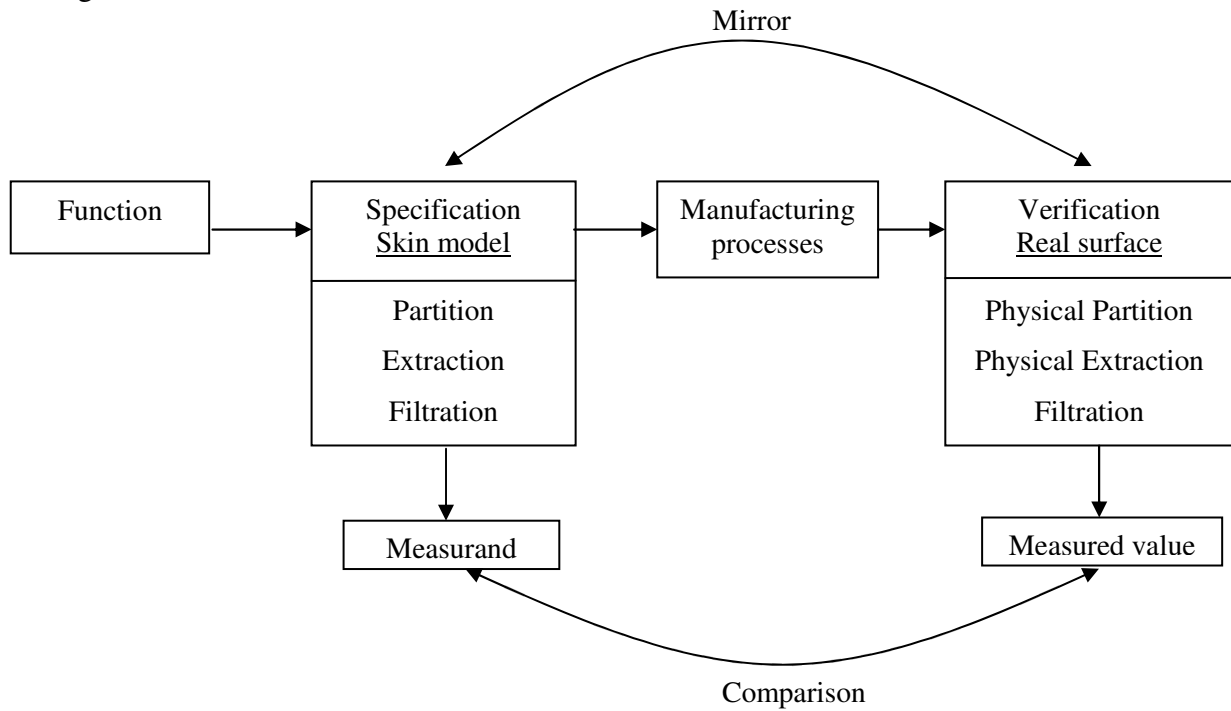 Mirror
Function
Specification
Skin model
Manufacturing
processes
Verification
Real surface
Partition
Extraction
Filtration
Physical Partition
Physical Extraction
Filtration
Measurand
Measured value
Comparison